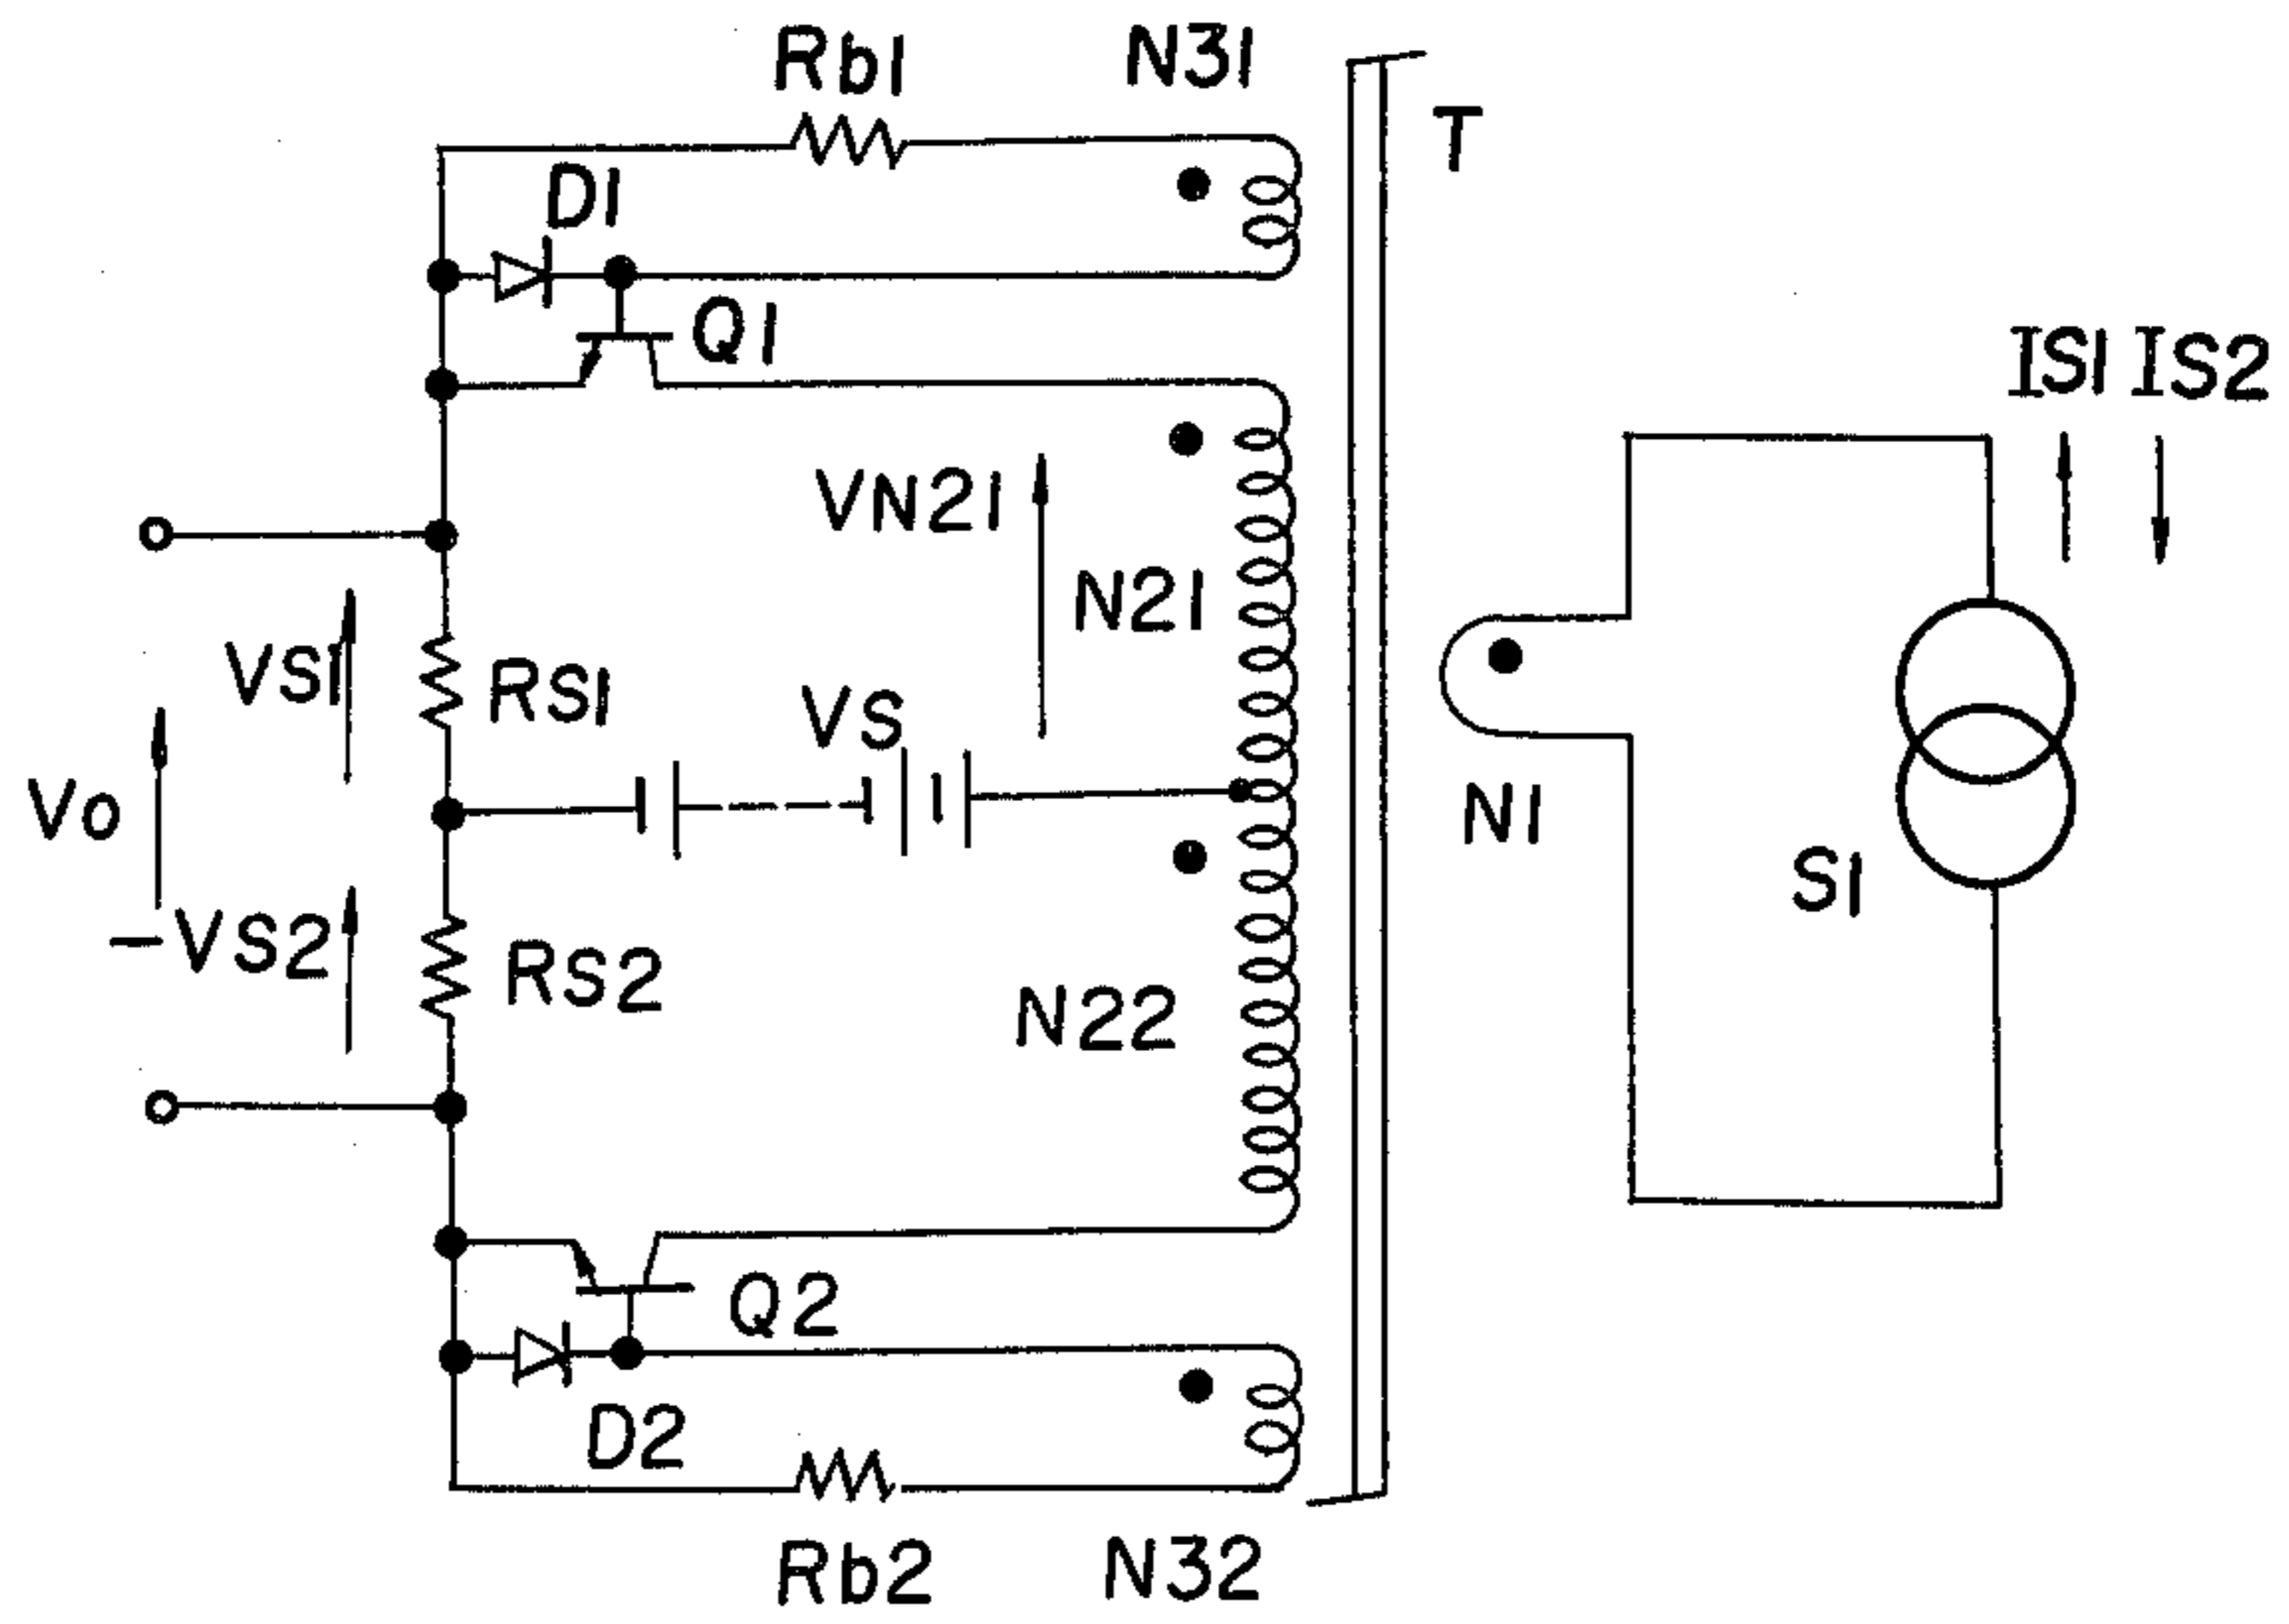 Rb1
N31
T
D1
Q1
IS1 IS2
VN21
N21
VS1
RS1
VS
Vo
N1
S1
-VS2
RS2
N22
Q2
D2
Rb2
N32